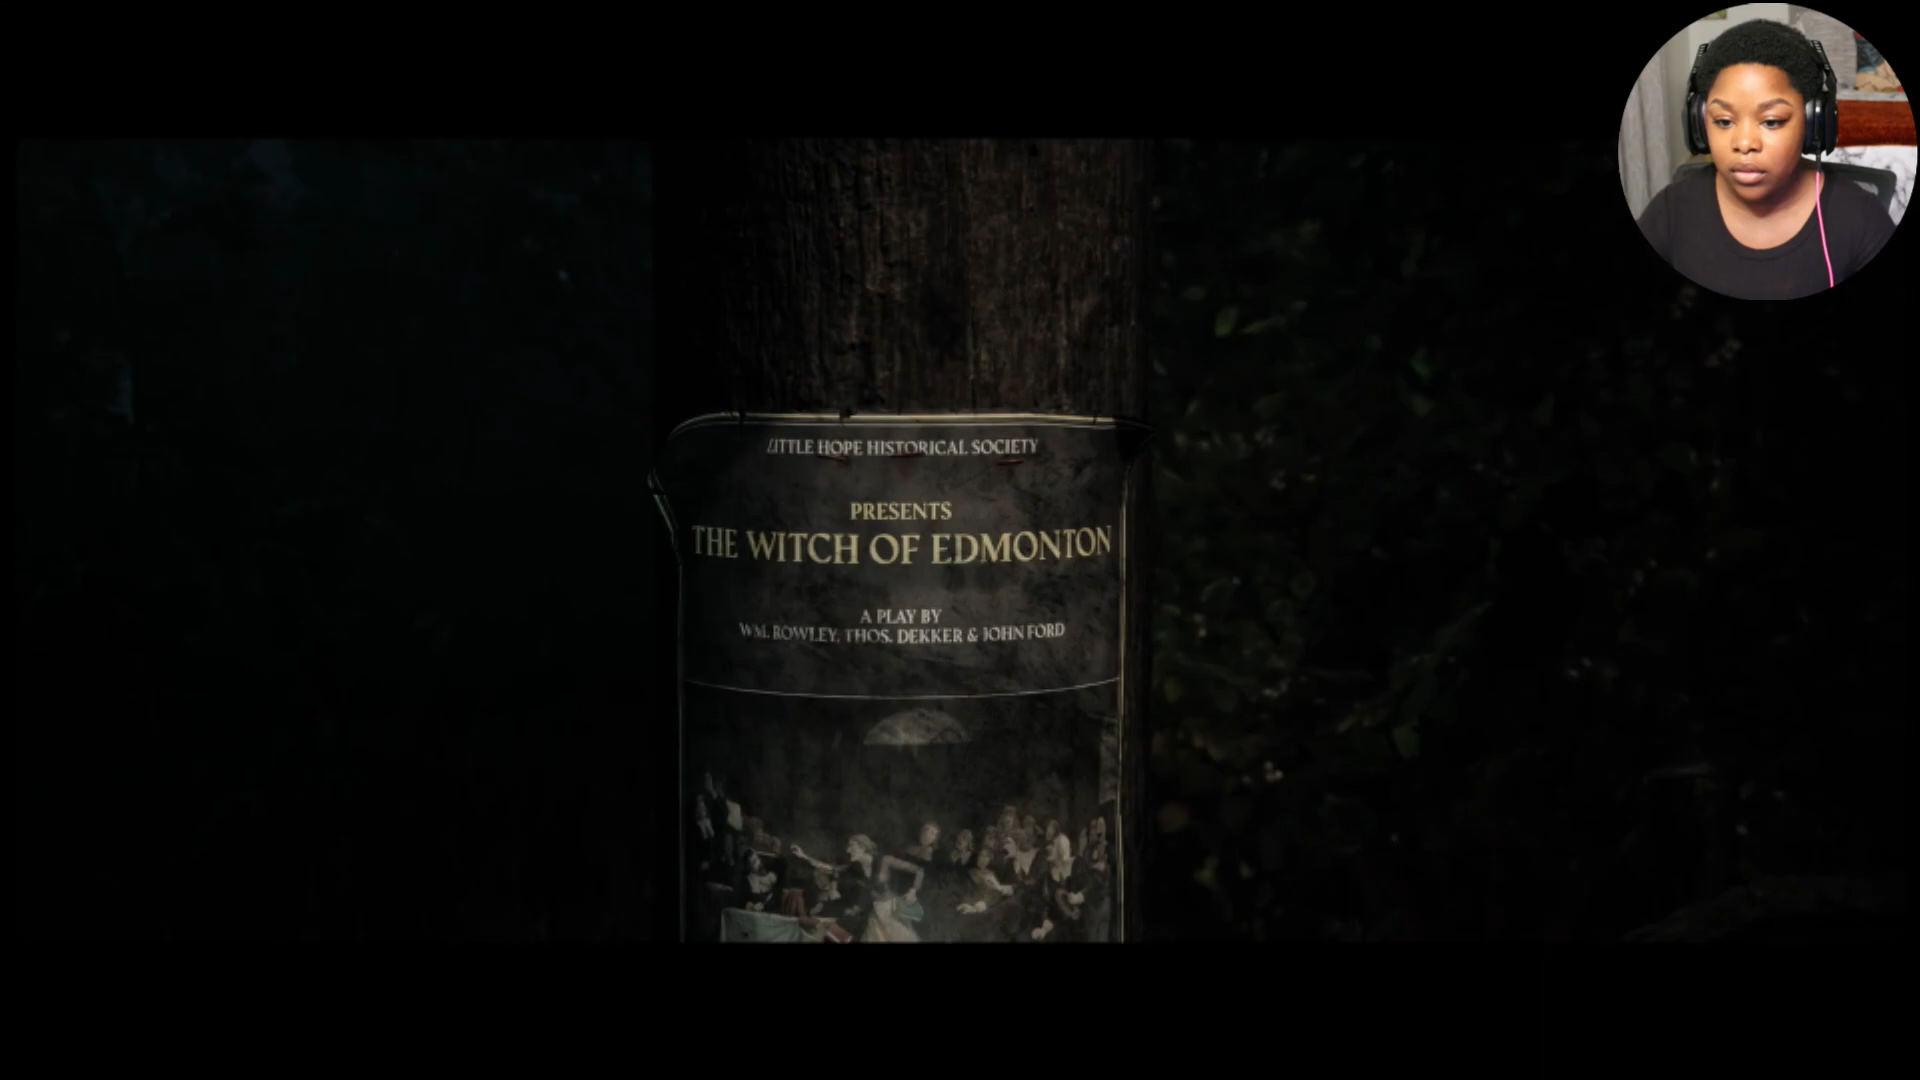 LITTLE HOPE HISTORICAL SOCIETY
PRESENTS
THE WITCH OF EDMONTON
A PLAY BY
WM. ROWLEY, THOS. DEKKER & JOHN FORD